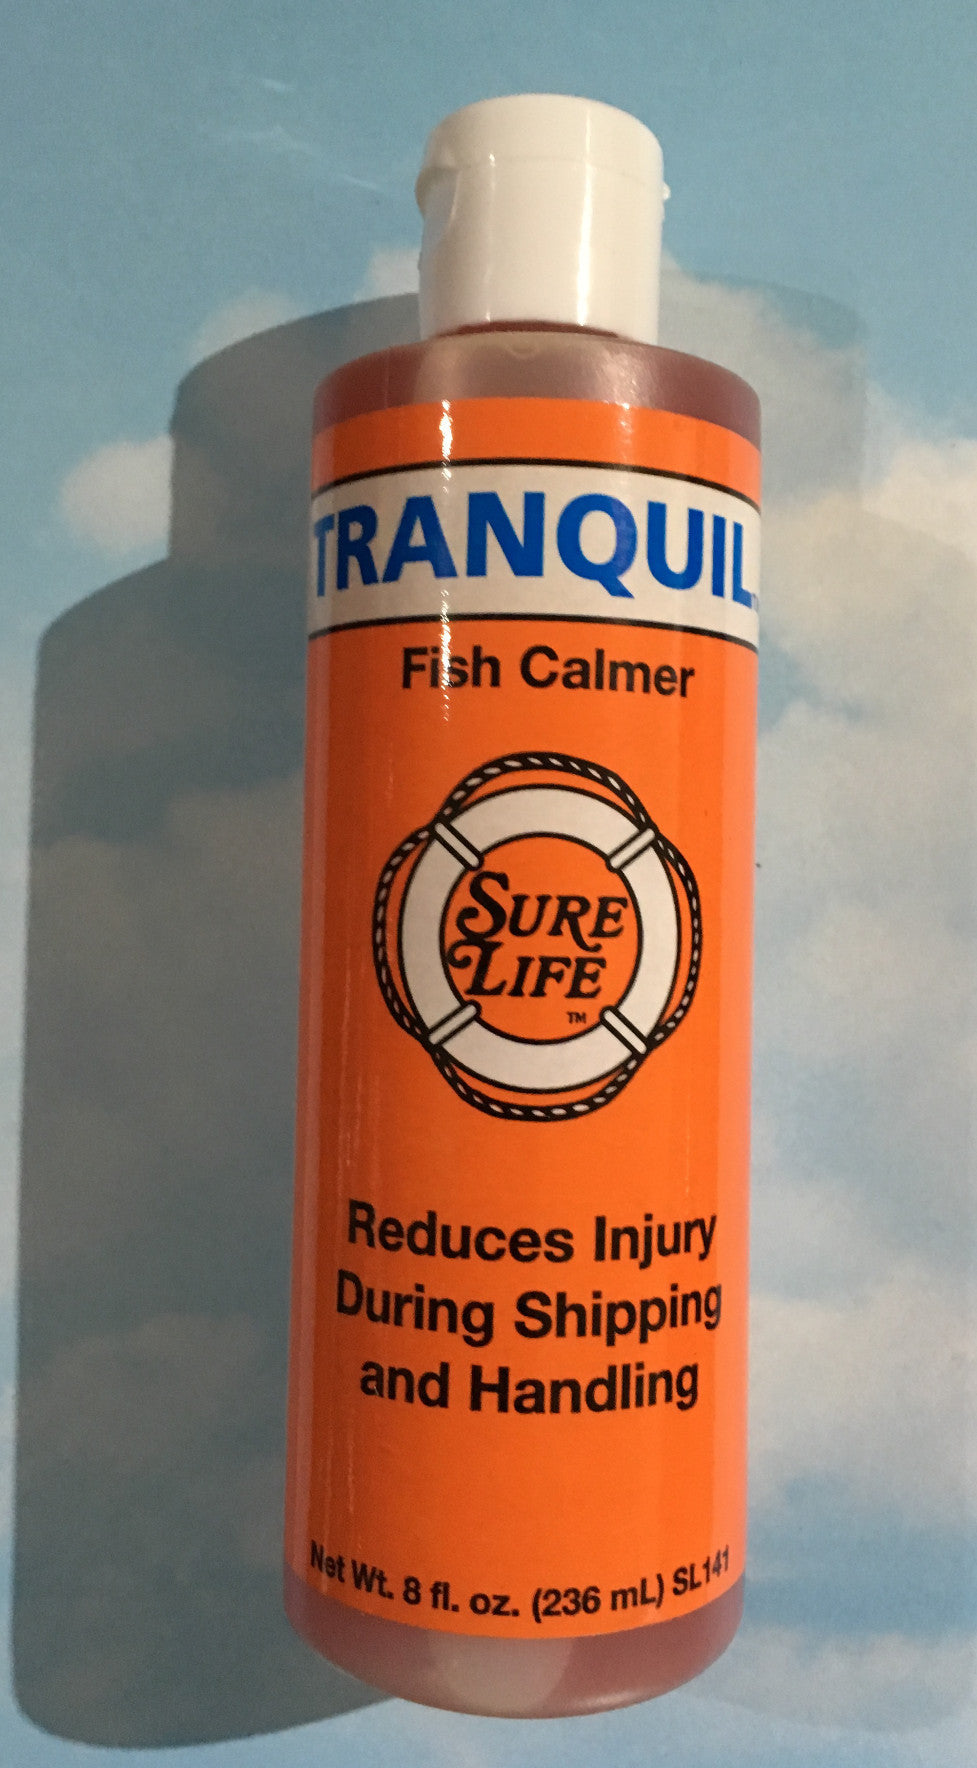 TRANQUIL
Fish Calmer
SURE
LIFE
TM
Reduces Injury
During Shipping
and Handling
Net Wt. 8 fl. oz. (236 mL) SL141